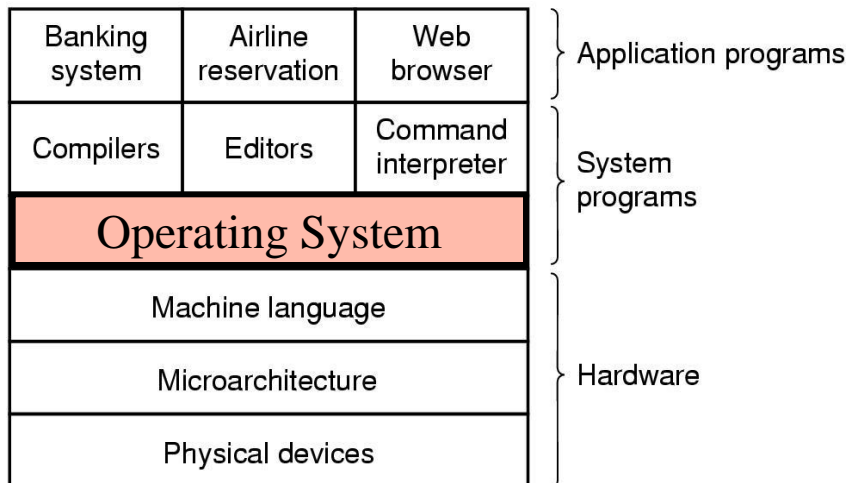 Banking
system
Airline
reservation
Web
browser
Application programs
Compilers
Editors
Command
interpreter
System
programs
Operating System
Machine language
Microarchitecture
Hardware
Physical devices